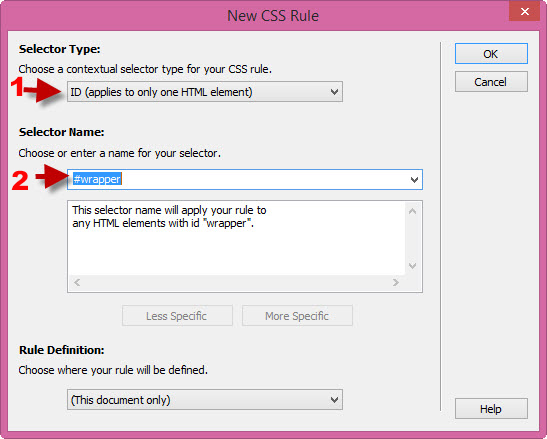 New CSS Rule
Selector Type:
Choose a contextual selector type for your CSS rule.
1
ID (applies to only one HTML element)
Selector Name:
Choose or enter a name for your selector.
2
#wrapper
This selector name will apply your rule to
any HTML elements with id "wrapper".
Less Specific
More Specific
Rule Definition:
Choose where your rule will be defined.
(This document only)
OK
Cancel
Help